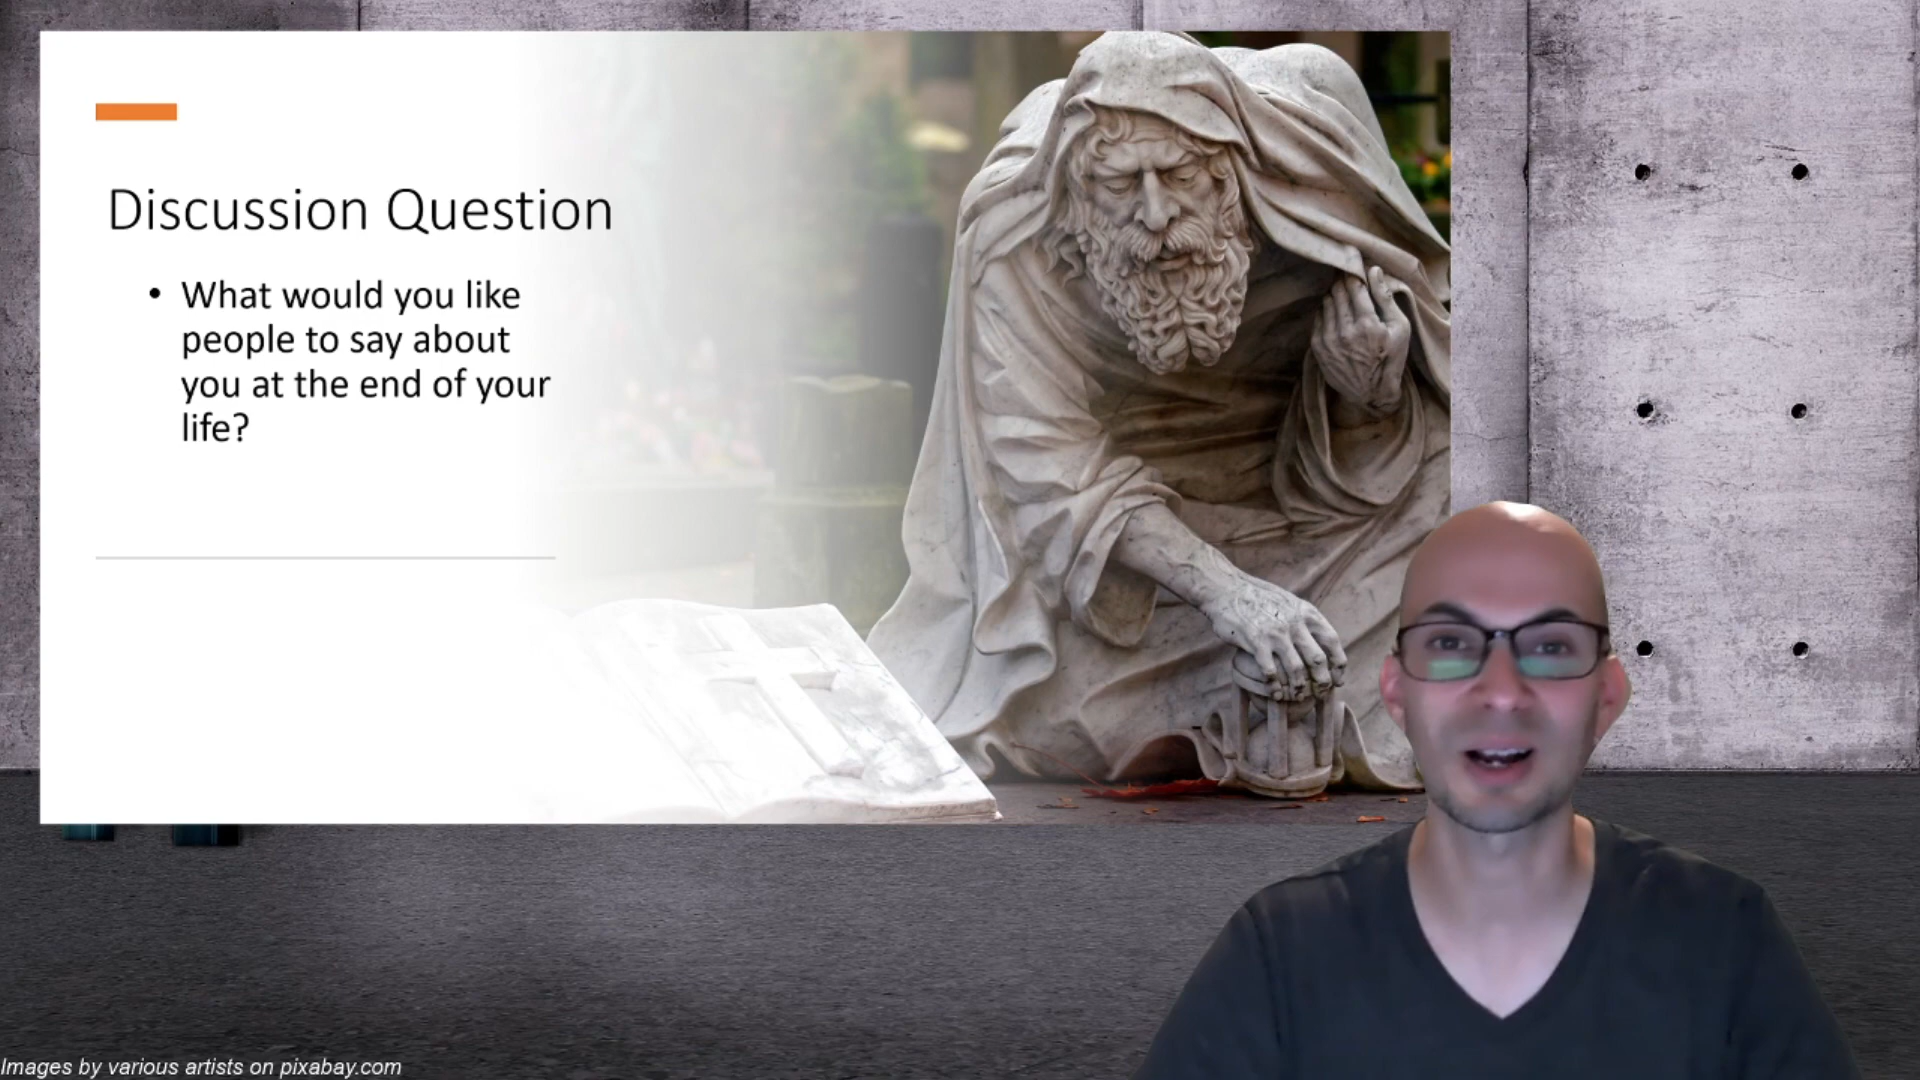 Discussion Question
• What would you like
people to say about
you at the end of your
life?
Images by various artists on pixabay.com